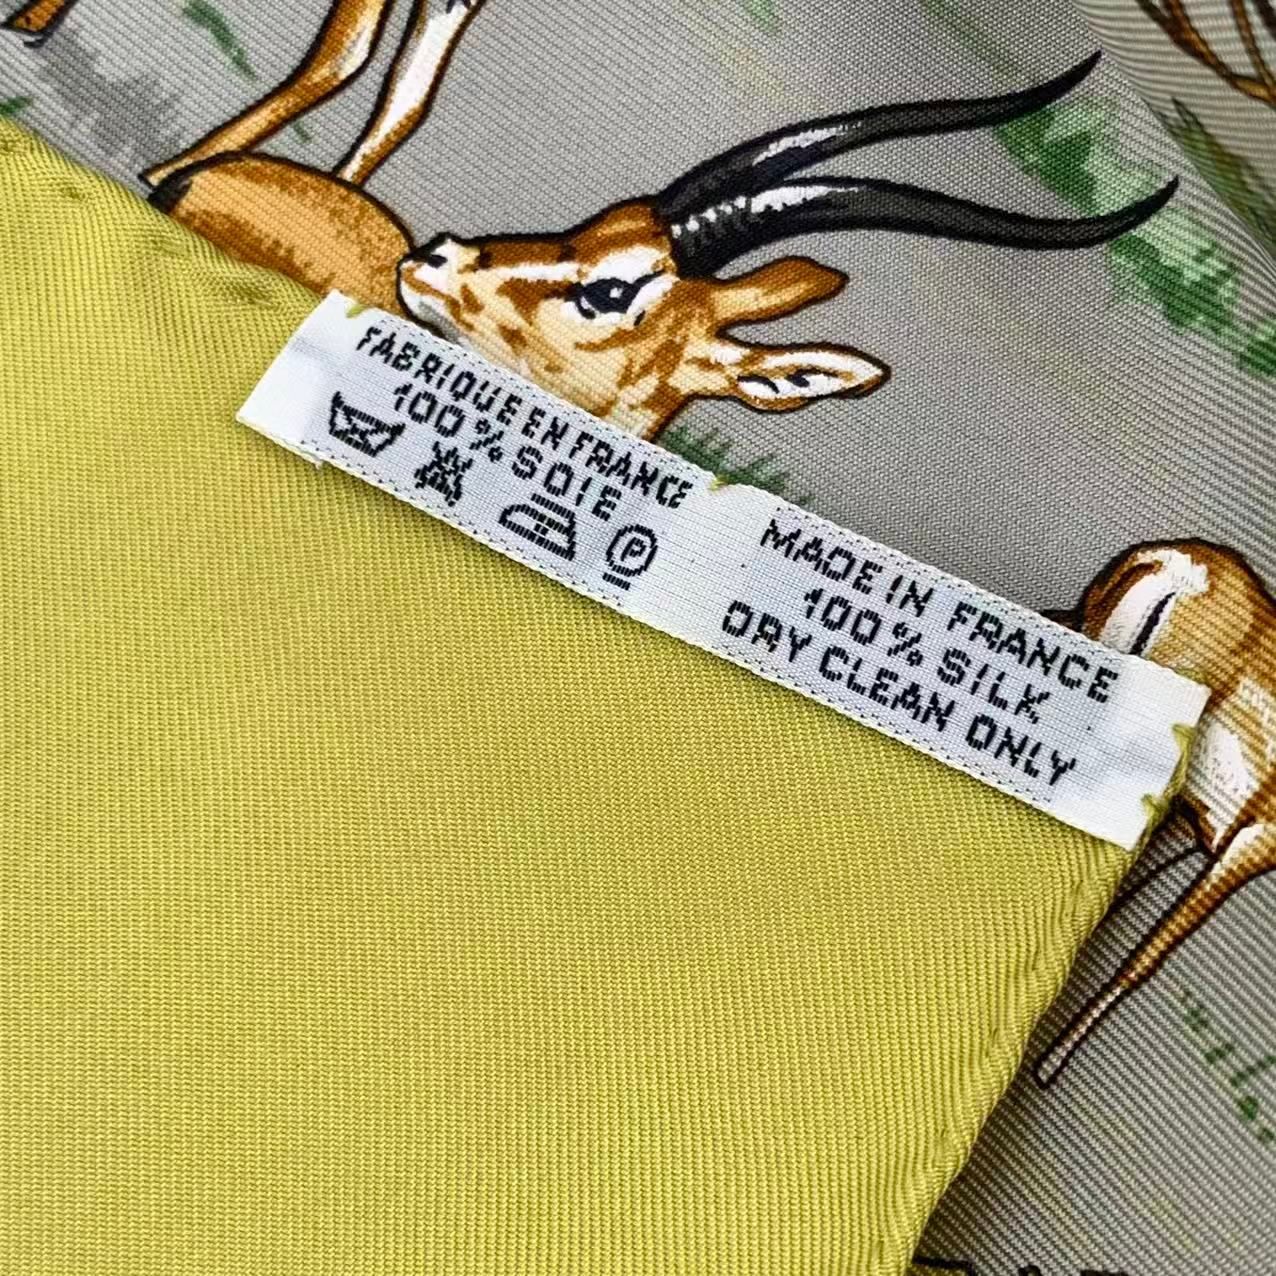 FABRIQUE EN FRANCE
100% SOIE
P
MADE IN FRANCE
100% SILK
DRY CLEAN ONLY